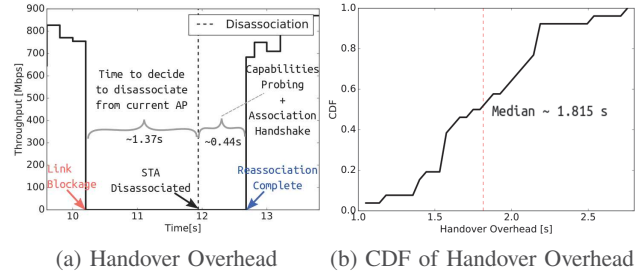 900
800
700
600
500
400
300
200
100
0
Throughput [Mbps]
Disassociation
Time to decide
to disassociate
from current AP
Capabilities
Probing
+
Association
Handshake
~1.37s
~0.44s
Link
Blockage
STA
Disassociated
Reassociation
Complete
10 11 12 13
Time[s]
(a) Handover Overhead
1.0
0.8
0.6
0.4
0.2
0.0
CDF
Median ~ 1.815 s
1.0 1.5 2.0 2.5
Handover Overhead [s]
(b) CDF of Handover Overhead